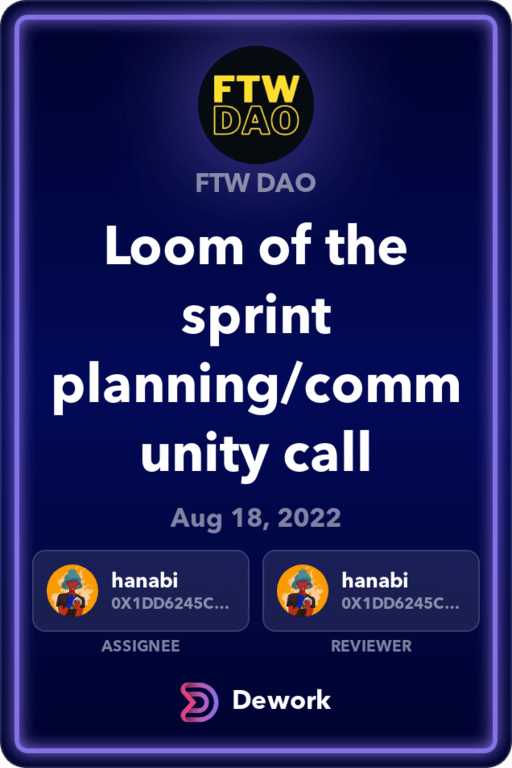 FTW
DAO
FTW DAO
Loom of the
sprint
planning/comm
unity call
Aug 18, 2022
hanabi
0X1DD6245C...
ASSIGNEE
hanabi
0X1DD6245C...
REVIEWER
Dework